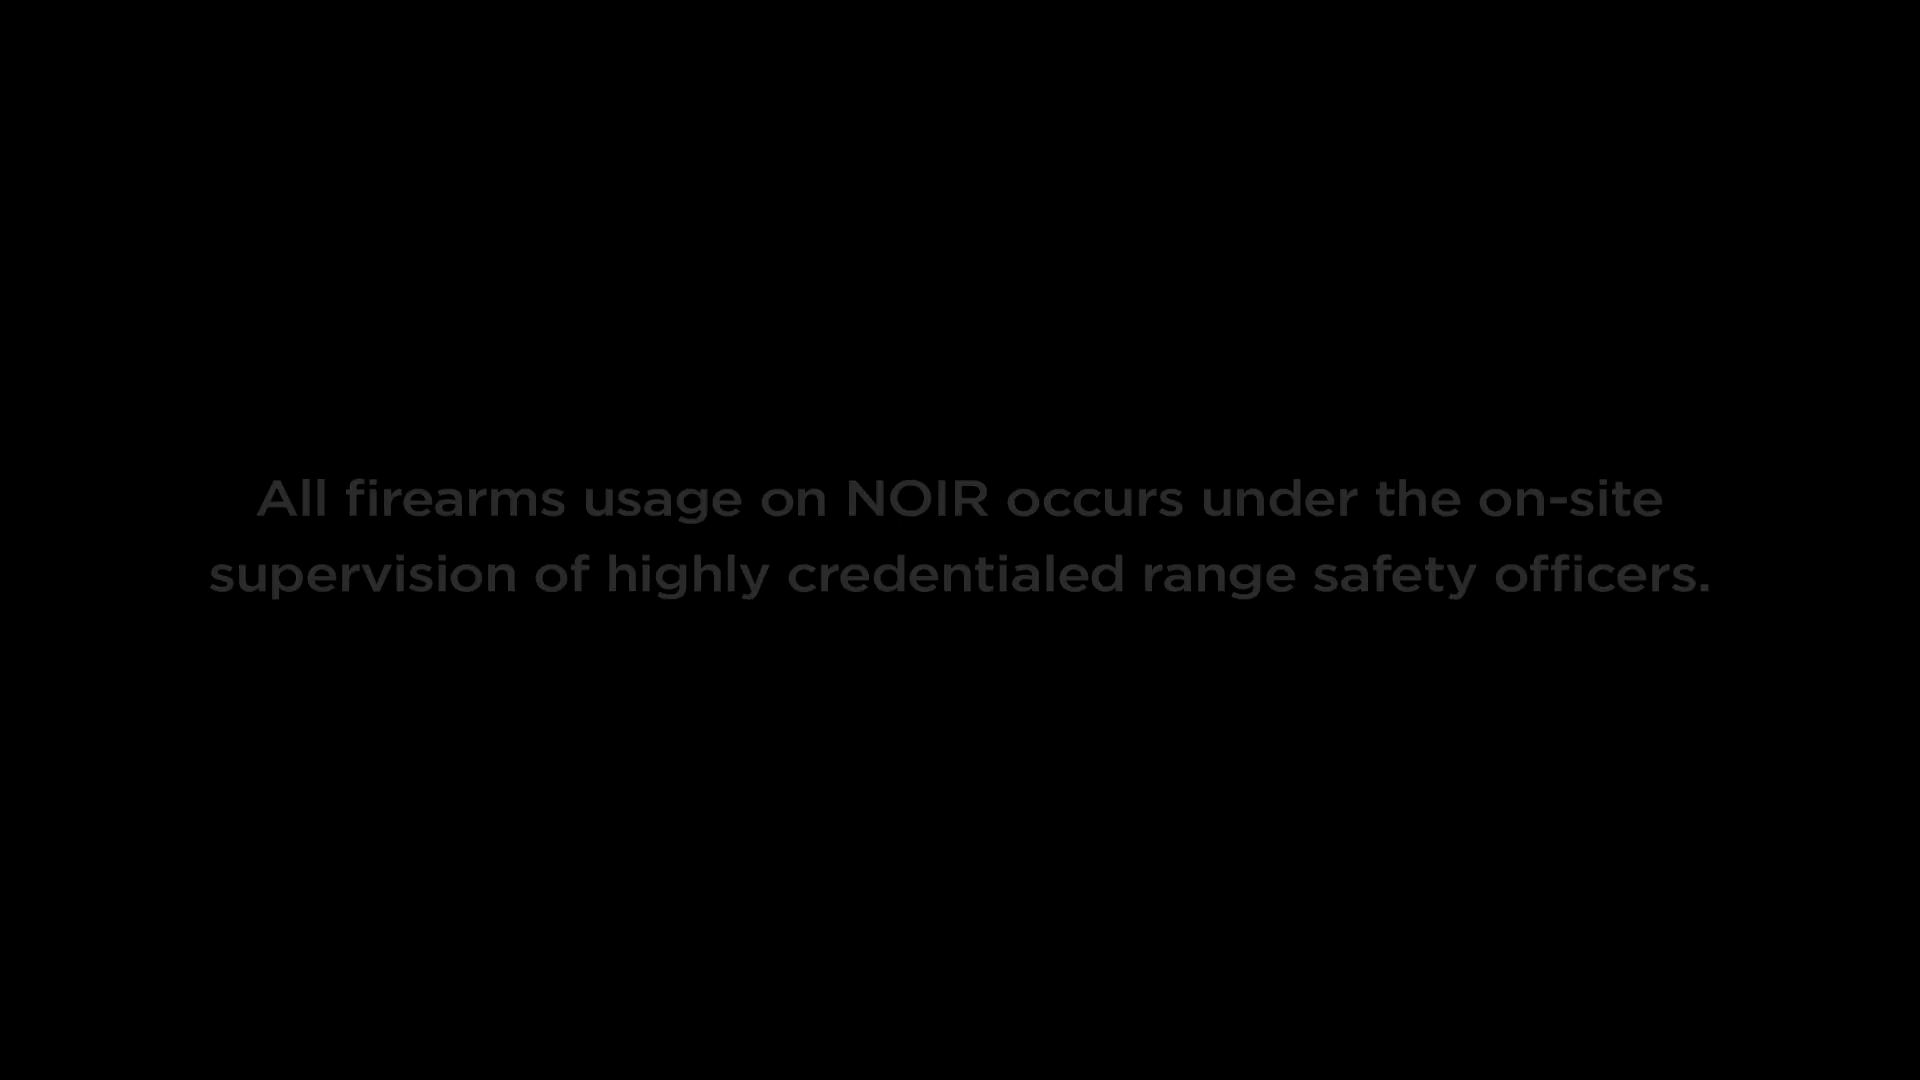 All firearms usage on NOIR occurs under the on-site
supervision of highly credentialed range safety officers.